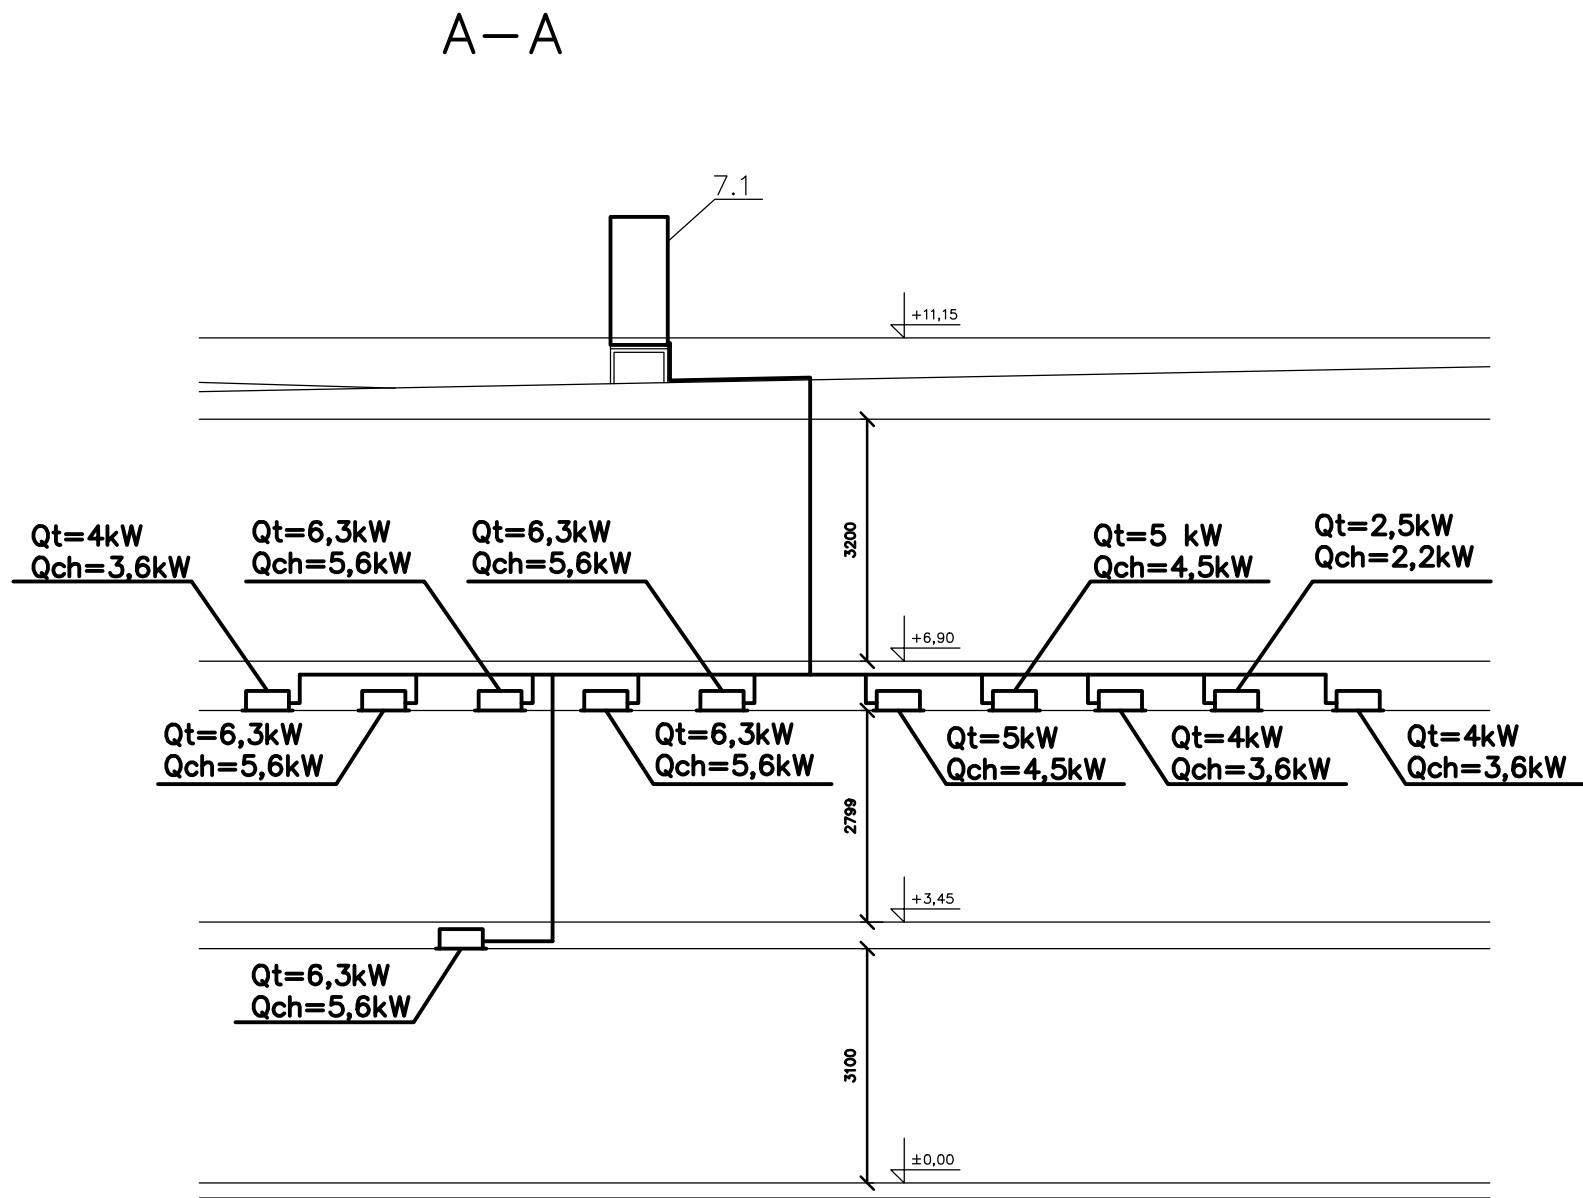 A-A
7.1
+11,15
3200
Qt=4kW
Qch=3,6kW
Qt=6,3kW
Qch=5,6kW
Qt=6,3kW
Qch=5,6kW
Qt=5 kW
Qch=4,5kW
Qt=2,5kW
Qch=2,2kW
+6,90
Qt=6,3kW
Qch=5,6kW
Qt=6,3kW
Qch=5,6kW
Qt=5kW
Qch=4,5kW
Qt=4kW
Qch=3,6kW
Qt=4kW
Qch=3,6kW
2799
+3,45
Qt=6,3kW
Qch=5,6kW
3100
±0,00